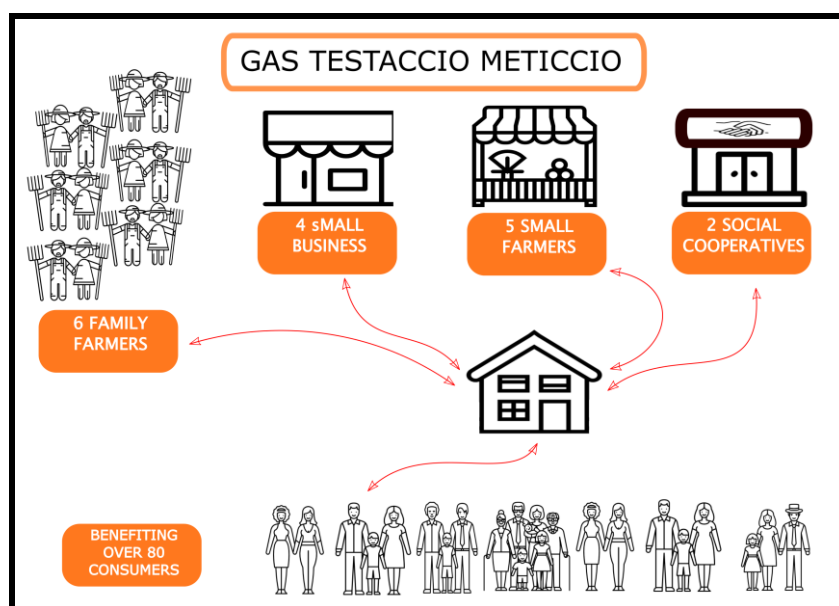 GAS TESTACCIO METICCIO
4 sMALL
BUSINESS
5 SMALL
FARMERS
2 SOCIAL
COOPERATIVES
6 FAMILY
FARMERS
BENEFITING
OVER 80
CONSUMERS